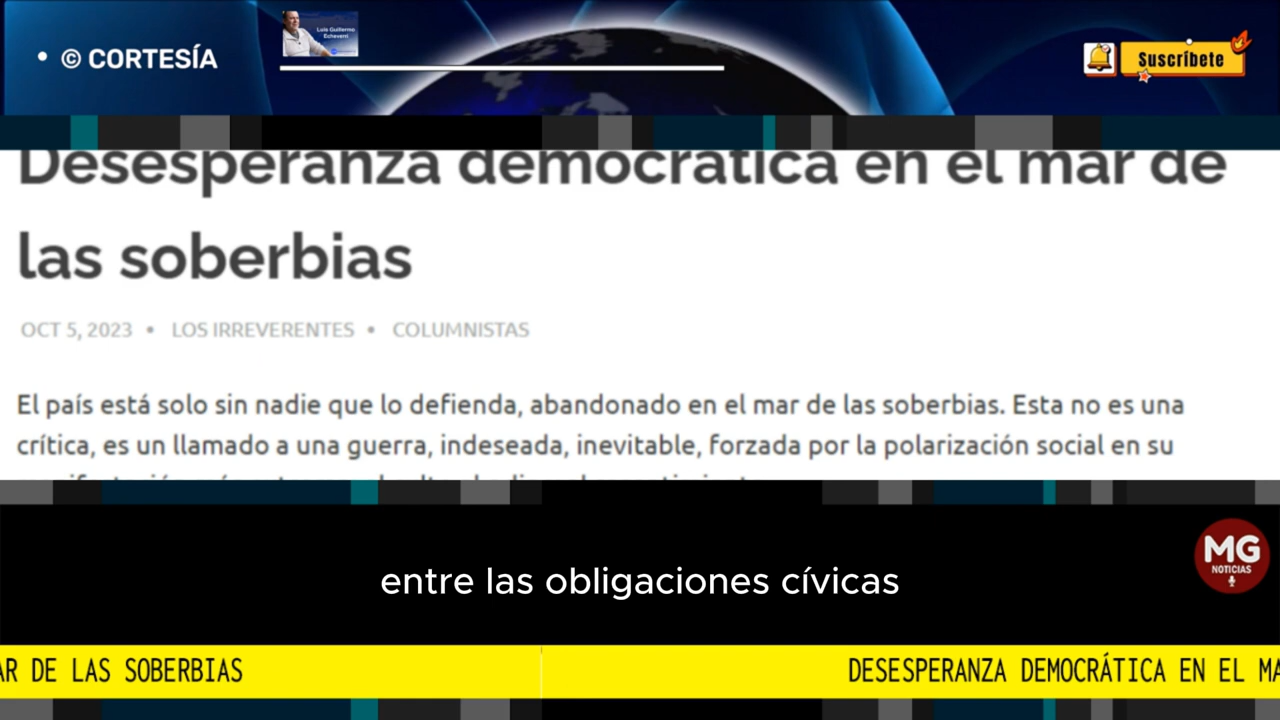 • © CORTESÍA
Luis Guillermo
Echeverri
Suscríbete
Desesperanza democrática en el mar de
las soberbias
OCT 5, 2023 • LOS IRREVERENTES • COLUMNISTAS
El país está solo sin nadie que lo defienda, abandonado en el mar de las soberbias. Esta no es una
crítica, es un llamado a una guerra, indeseada, inevitable, forzada por la polarización social en su
MG
NOTICIAS
entre las obligaciones cívicas
AR DE LAS SOBERBIAS
DESESPERANZA DEMOCRÁTICA EN EL MA